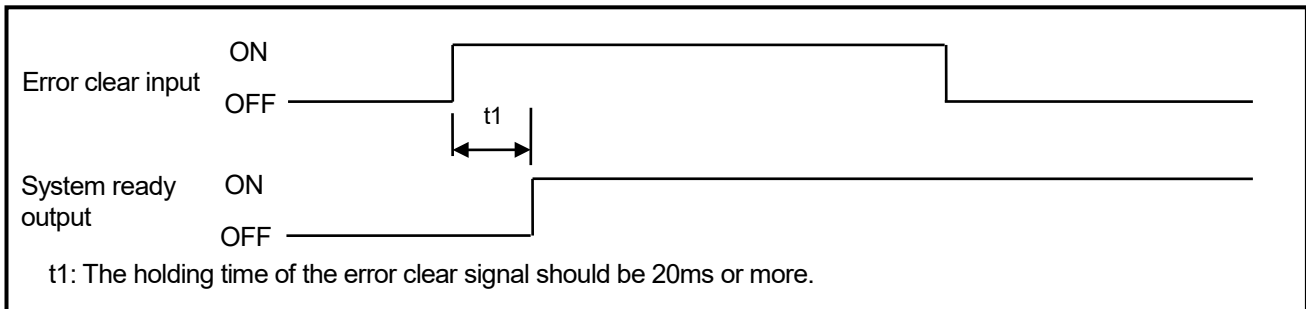 ON
Error clear input
OFF
t1
System ready
output
ON
OFF
t1: The holding time of the error clear signal should be 20ms or more.